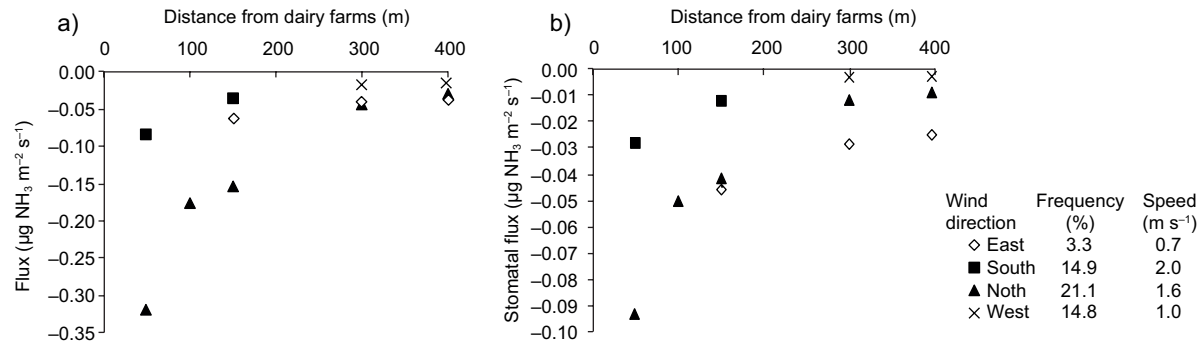 a)
Distance from dairy farms (m)
0 100 200 300 400
0.00
–0.05
–0.10
–0.15
–0.20
–0.25
–0.30
–0.35
Flux (µg NH₃ m⁻² s⁻¹)
b)
Distance from dairy farms (m)
0 100 200 300 400
0.00
–0.01
–0.02
–0.03
–0.04
–0.05
–0.06
–0.07
–0.08
–0.09
–0.10
Stomatal flux (µg NH₃ m⁻² s⁻¹)
Wind Frequency Speed
direction (%) (m s⁻¹)
East 3.3 0.7
South 14.9 2.0
Noth 21.1 1.6
West 14.8 1.0